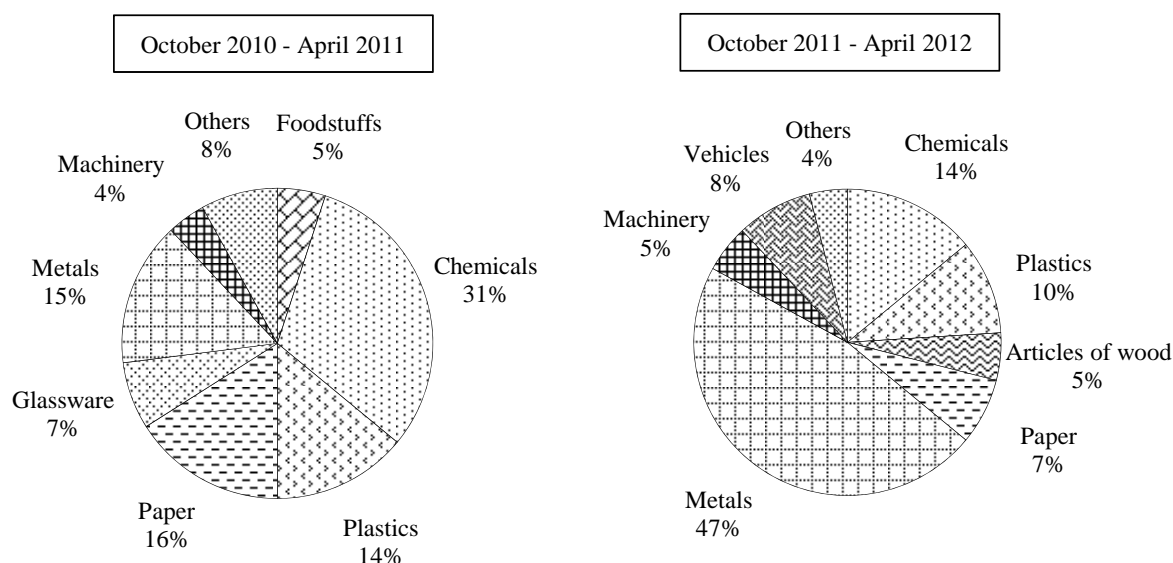 October 2010 - April 2011
Others
8%
Foodstuffs
5%
Machinery
4%
Chemicals
31%
Metals
15%
Glassware
7%
Paper
16%
Plastics
14%
October 2011 - April 2012
Others
4%
Chemicals
14%
Vehicles
8%
Machinery
5%
Plastics
10%
Articles of wood
5%
Paper
7%
Metals
47%